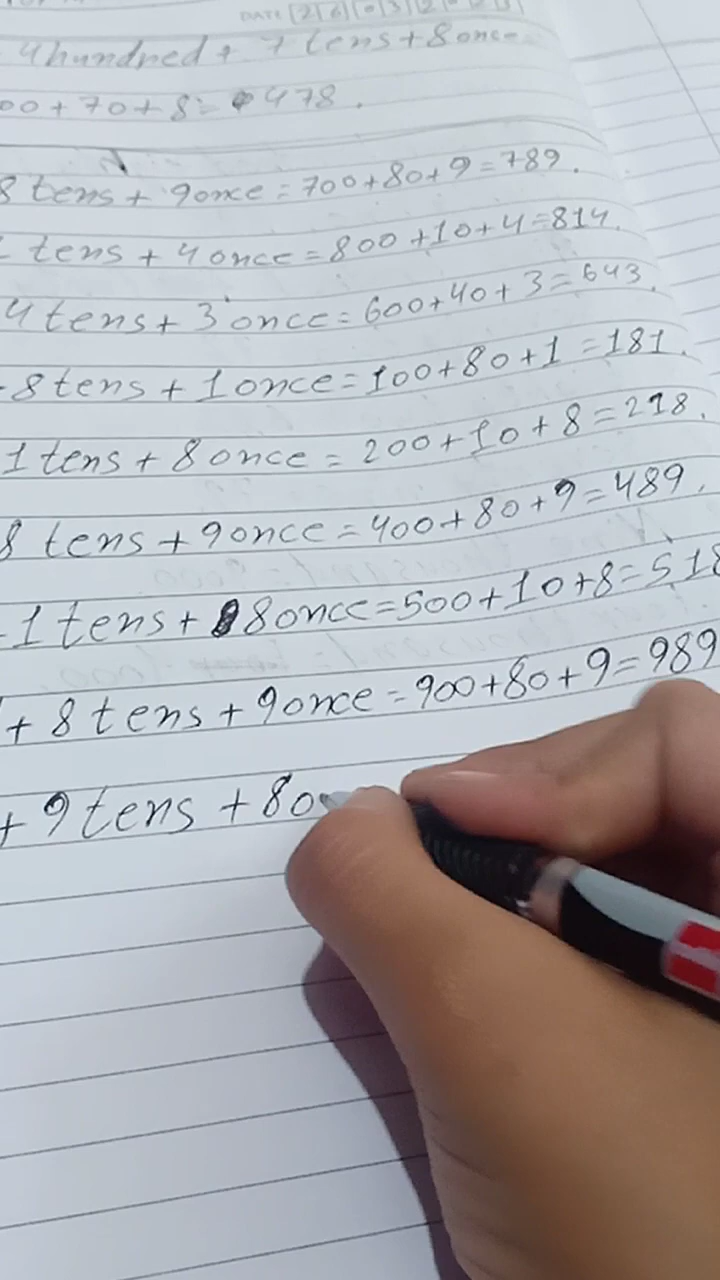 DATE 2 6 0 3 2 0 2 3
4 hundred + 7 tens + 8 once
00 + 70 + 8 = 478.
8 tens + 9 once = 700 + 80 + 9 = 789.
tens + 4 once = 800 + 10 + 4 = 814.
4 tens + 3 once = 600 + 40 + 3 = 643.
8 tens + 1 once = 100 + 80 + 1 = 181.
1 tens + 8 once = 200 + 10 + 8 = 218.
8 tens + 9 once = 400 + 80 + 9 = 489.
1 tens + 8 once = 500 + 10 + 8 = 518
+ 8 tens + 9 once = 900 + 80 + 9 = 989
+ 9 tens + 8 on